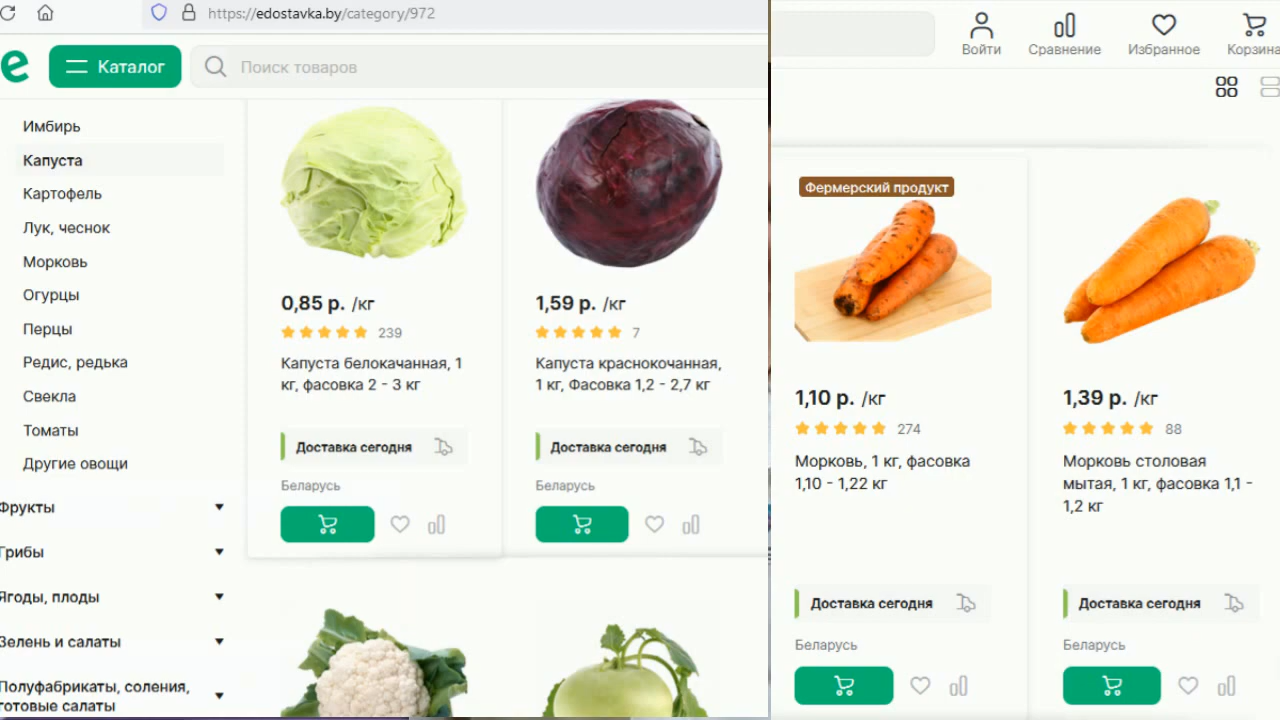 https://edostavka.by/category/972
e
Каталог
Поиск товаров
Имбирь
Капуста
Картофель
Лук, чеснок
Морковь
Огурцы
Перцы
Редис, редька
Свекла
Томаты
Другие овощи
Фрукты
Грибы
Ягоды, плоды
Зелень и салаты
Полуфабрикаты, соления,
готовые салаты
0,85 р. /кг
239
Капуста белокачанная, 1
кг, фасовка 2 - 3 кг
Доставка сегодня
Беларусь
1,59 р. /кг
7
Капуста краснокочанная,
1 кг, Фасовка 1,2 - 2,7 кг
Доставка сегодня
Беларусь
Войти
Сравнение
Избранное
Корзина
Фермерский продукт
1,10 р. /кг
274
Морковь, 1 кг, фасовка
1,10 - 1,22 кг
Доставка сегодня
Беларусь
1,39 р. /кг
88
Морковь столовая
мытая, 1 кг, фасовка 1,1 -
1,2 кг
Доставка сегодня
Беларусь